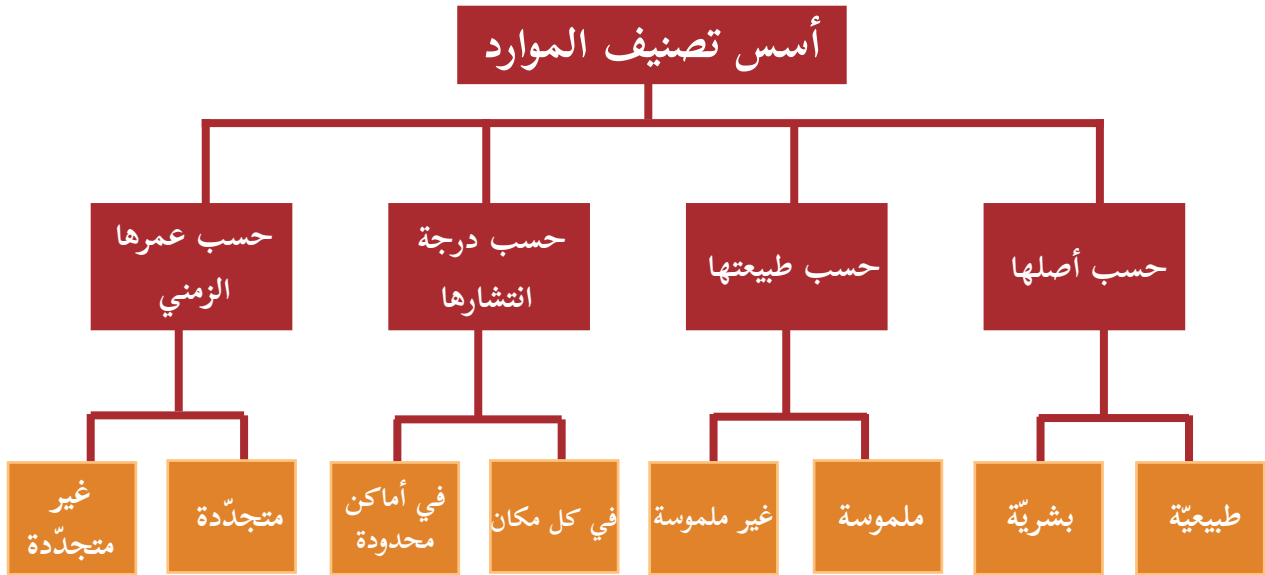 أسس تصنيف الموارد
حسب أصلها
حسب طبيعتها
حسب درجة
انتشارها
حسب عمرها
الزمني
طبيعيّة
بشريّة
ملموسة
غير ملموسة
في كل مكان
في أماكن
محدودة
متجدّدة
غير
متجدّدة